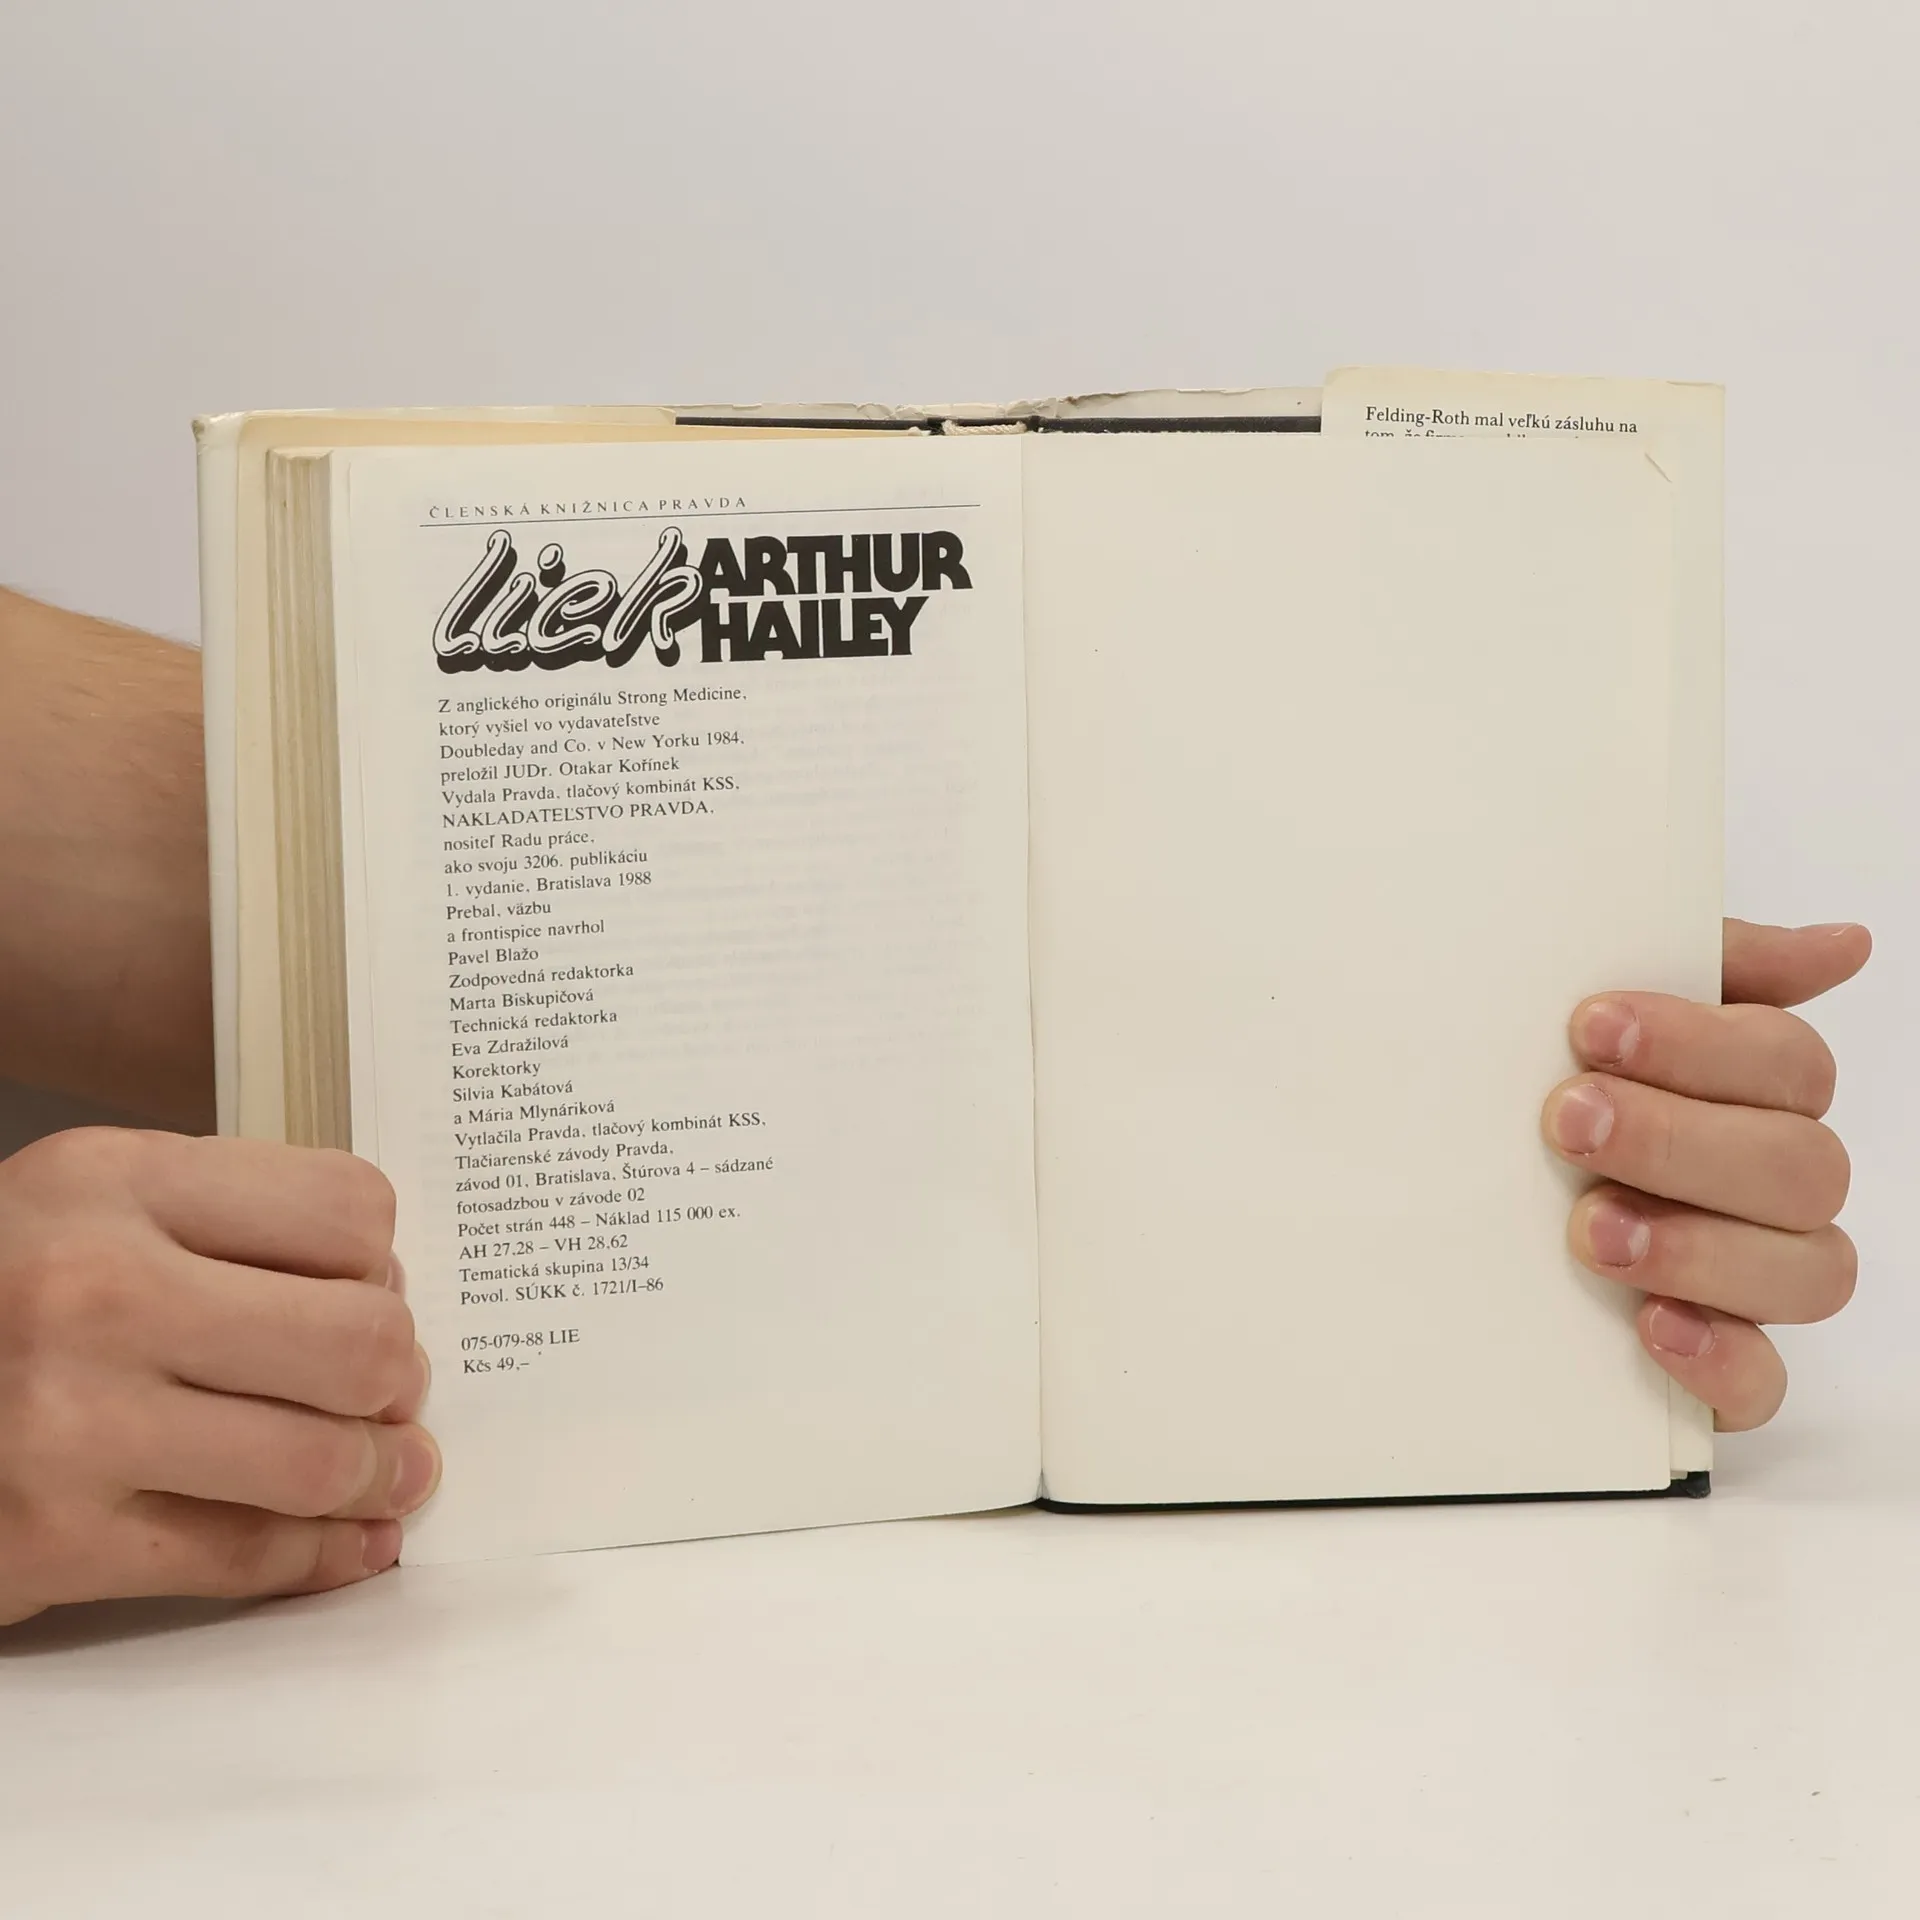 ČLENSKÁ KNIŽNICA PRAVDA
Liek ARTHUR
HAILEY
Z anglického originálu Strong Medicine,
ktorý vyšiel vo vydavateľstve
Doubleday and Co. v New Yorku 1984,
preložil JUDr. Otakar Kořínek
Vydala Pravda, tlačový kombinát KSS,
NAKLADATEĽSTVO PRAVDA,
nositeľ Radu práce,
ako svoju 3206. publikáciu
1. vydanie, Bratislava 1988
Prebal, väzbu
a frontispice navrhol
Pavel Blažo
Zodpovedná redaktorka
Marta Biskupičová
Technická redaktorka
Eva Zdražilová
Korektorky
Silvia Kabátová
a Mária Mlynáriková
Vytlačila Pravda, tlačový kombinát KSS,
Tlačiarenské závody Pravda,
závod 01, Bratislava, Štúrova 4 – sádzané
fotosadzbou v závode 02
Počet strán 448 – Náklad 115 000 ex.
AH 27,28 – VH 28,62
Tematická skupina 13/34
Povol. SÚKK č. 1721/I–86
075-079-88 LIE
Kčs 49,–
Felding-Roth mal veľkú zásluhu na